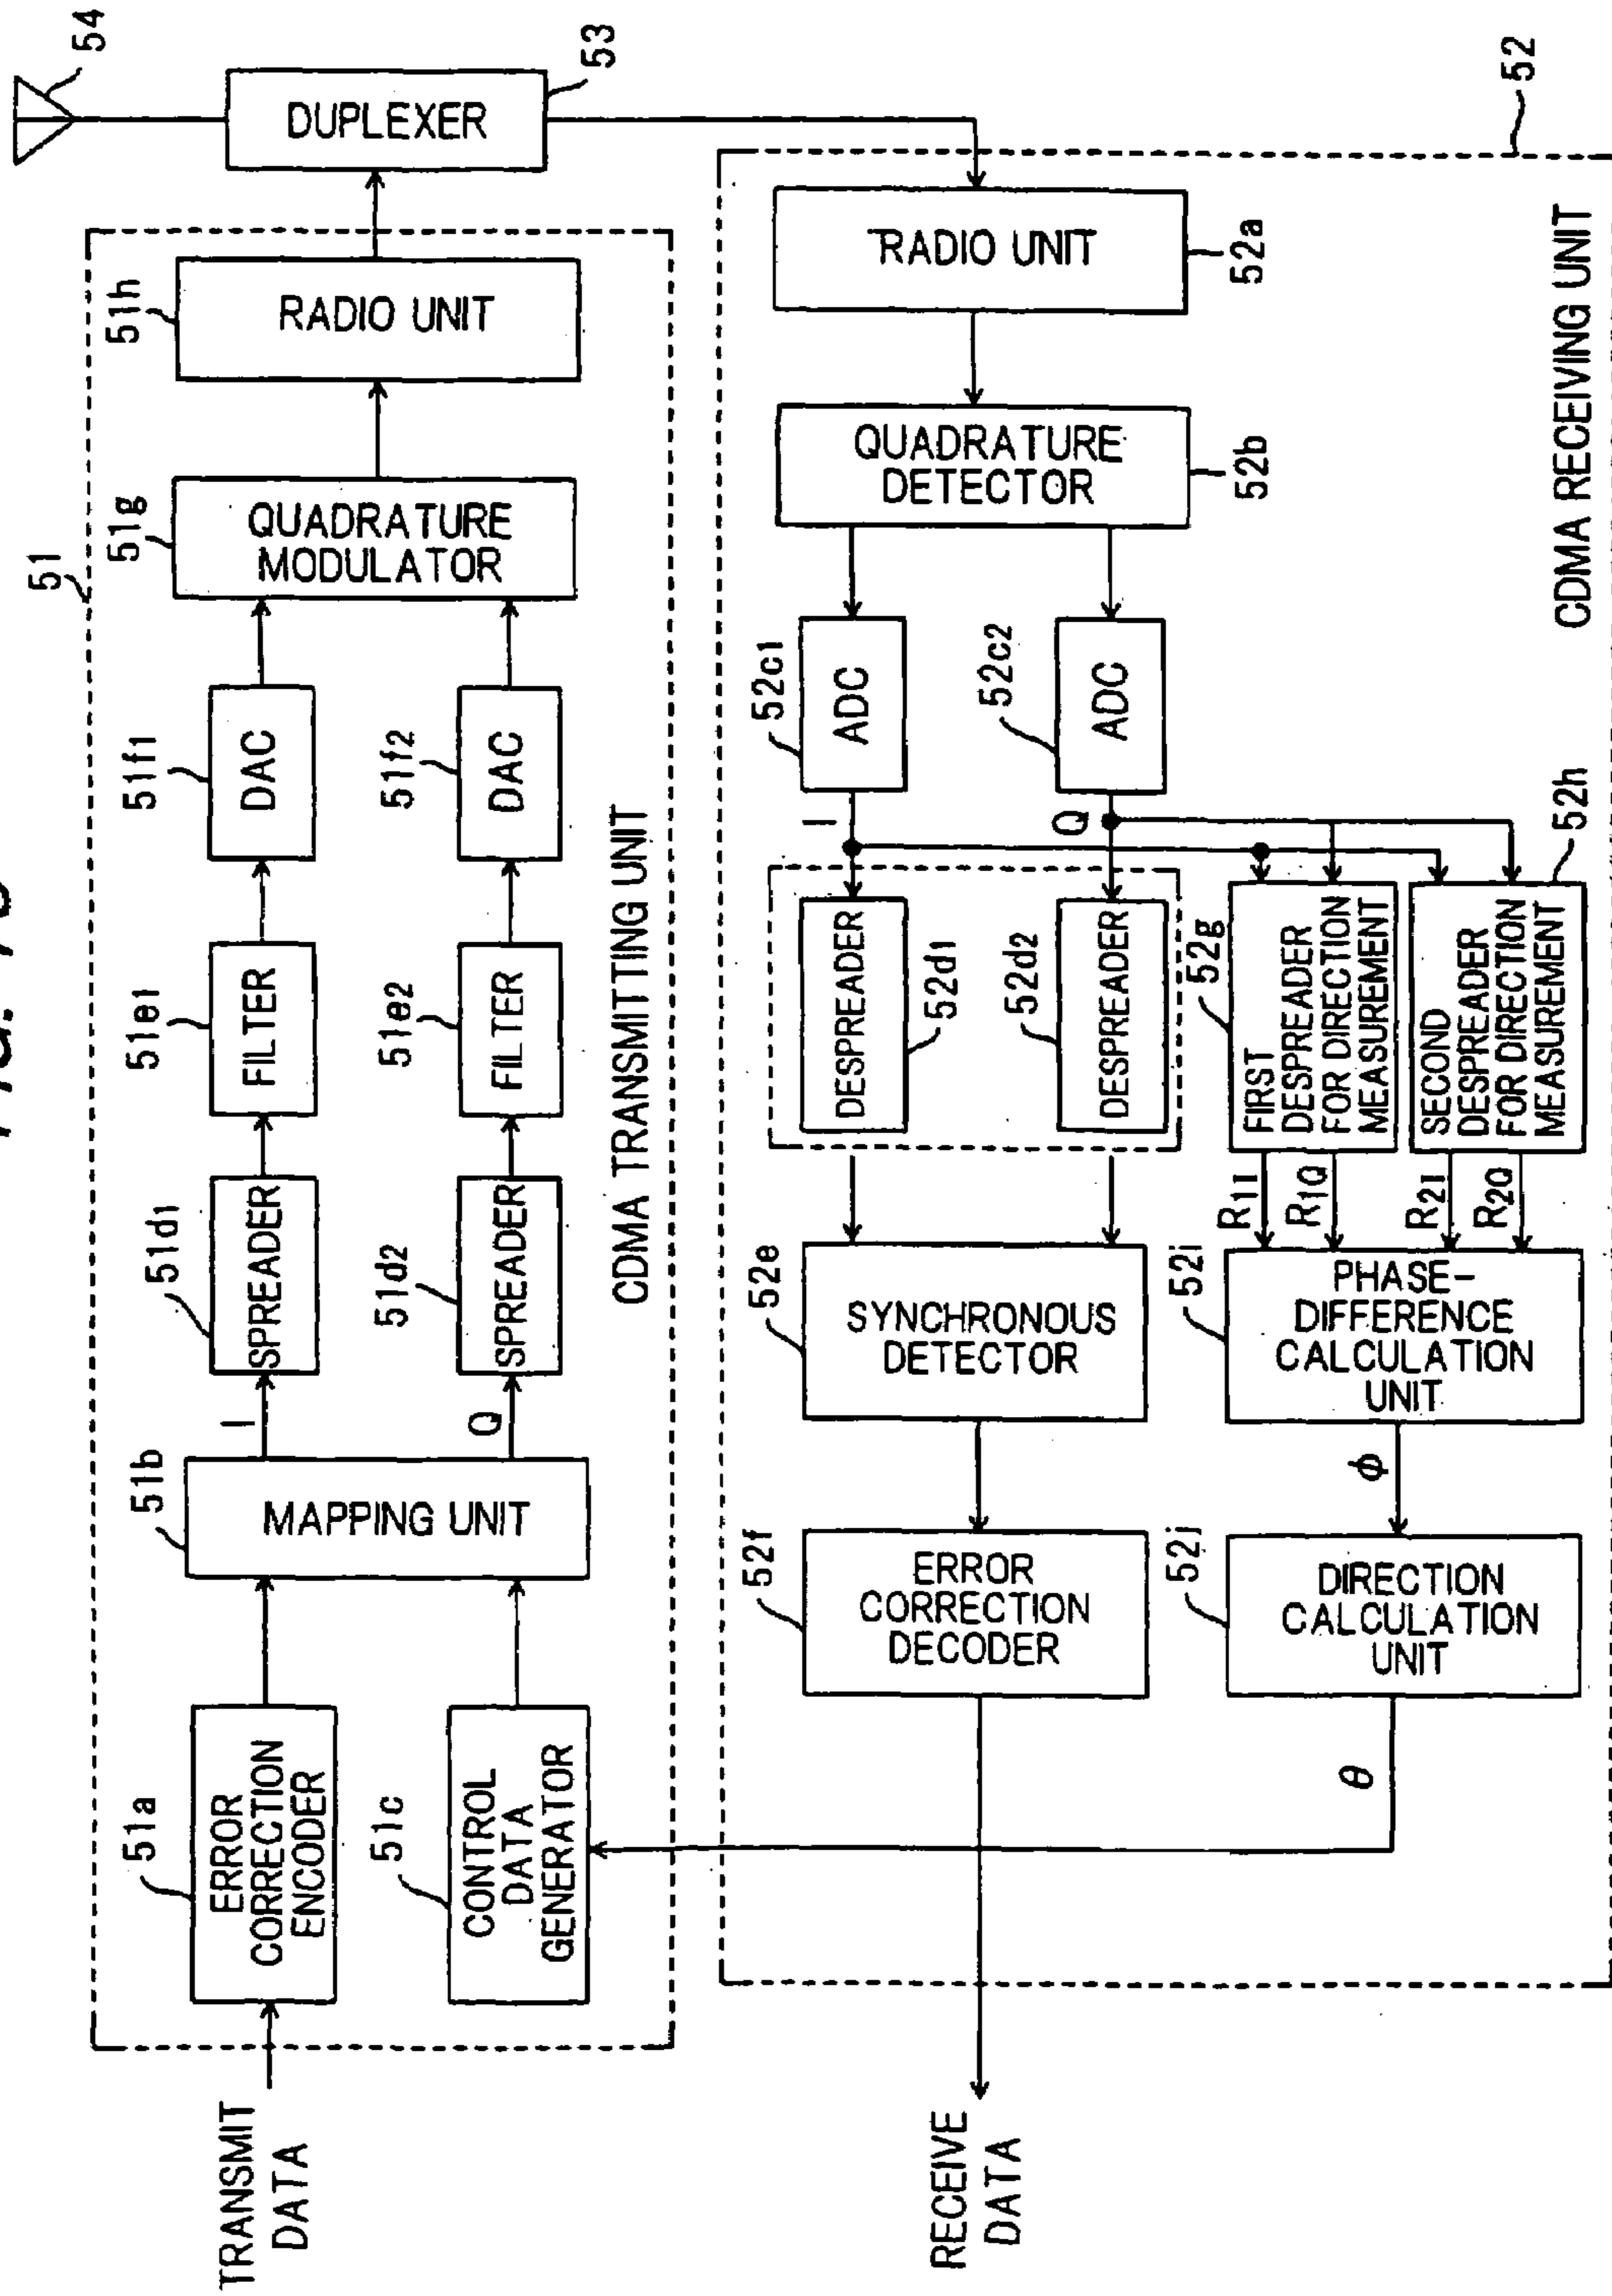 51
51a
ERROR
CORRECTION
ENCODER
51b
MAPPING UNIT
51c
CONTROL
DATA
GENERATOR
TRANSMIT
DATA
I
Q
51d1
SPREADER
51d2
SPREADER
51e1
FILTER
51e2
FILTER
51f1
DAC
51f2
DAC
51g
QUADRATURE
MODULATOR
51h
RADIO UNIT
CDMA TRANSMITTING UNIT
54
DUPLEXER
53
52
RADIO UNIT
52a
QUADRATURE
DETECTOR
52b
52c1
ADC
52c2
ADC
I
Q
DESPREADER
52d1
DESPREADER
52d2
52e
SYNCHRONOUS
DETECTOR
52f
ERROR
CORRECTION
DECODER
RECEIVE
DATA
52g
FIRST
DESPREADER
FOR DIRECTION
MEASUREMENT
52h
SECOND
DESPREADER
FOR DIRECTION
MEASUREMENT
R1I
R1Q
R2I
R2Q
52i
PHASE-
DIFFERENCE
CALCULATION
UNIT
φ
52j
DIRECTION
CALCULATION
UNIT
θ
CDMA RECEIVING UNIT